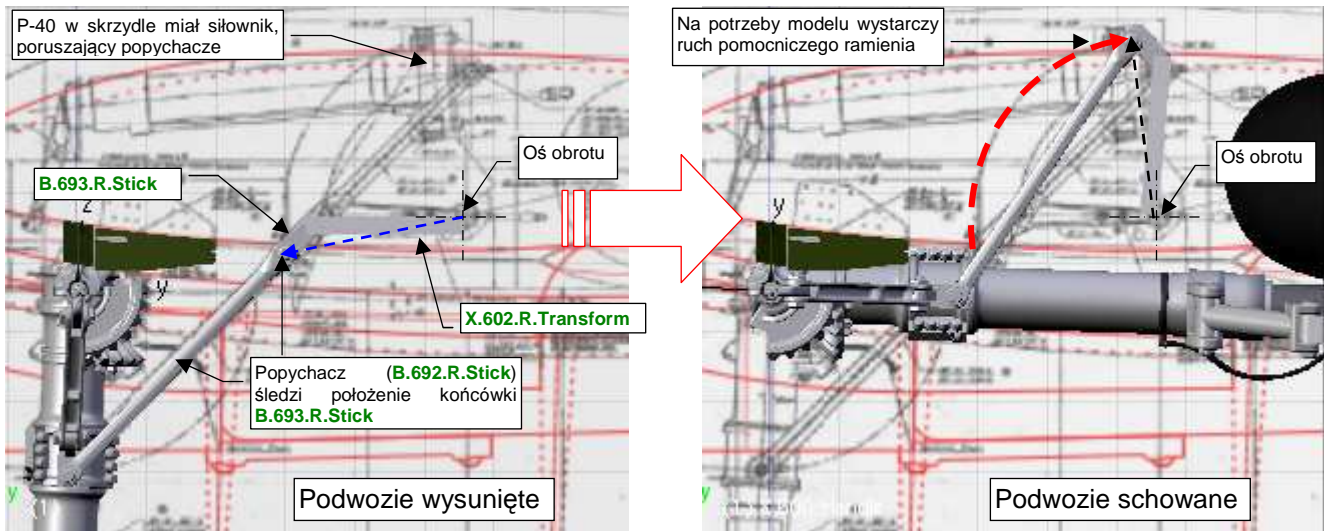 P-40 w skrzydle miał siłownik,
poruszający popychacze
B.693.R.Stick
Oś obrotu
X.602.R.Transform
Popychacz (B.692.R.Stick)
śledzi położenie końcówki
B.693.R.Stick
z
y
y
Podwozie wysunięte
Na potrzeby modelu wystarczy
ruch pomocniczego ramienia
Oś obrotu
y
y
Podwozie schowane